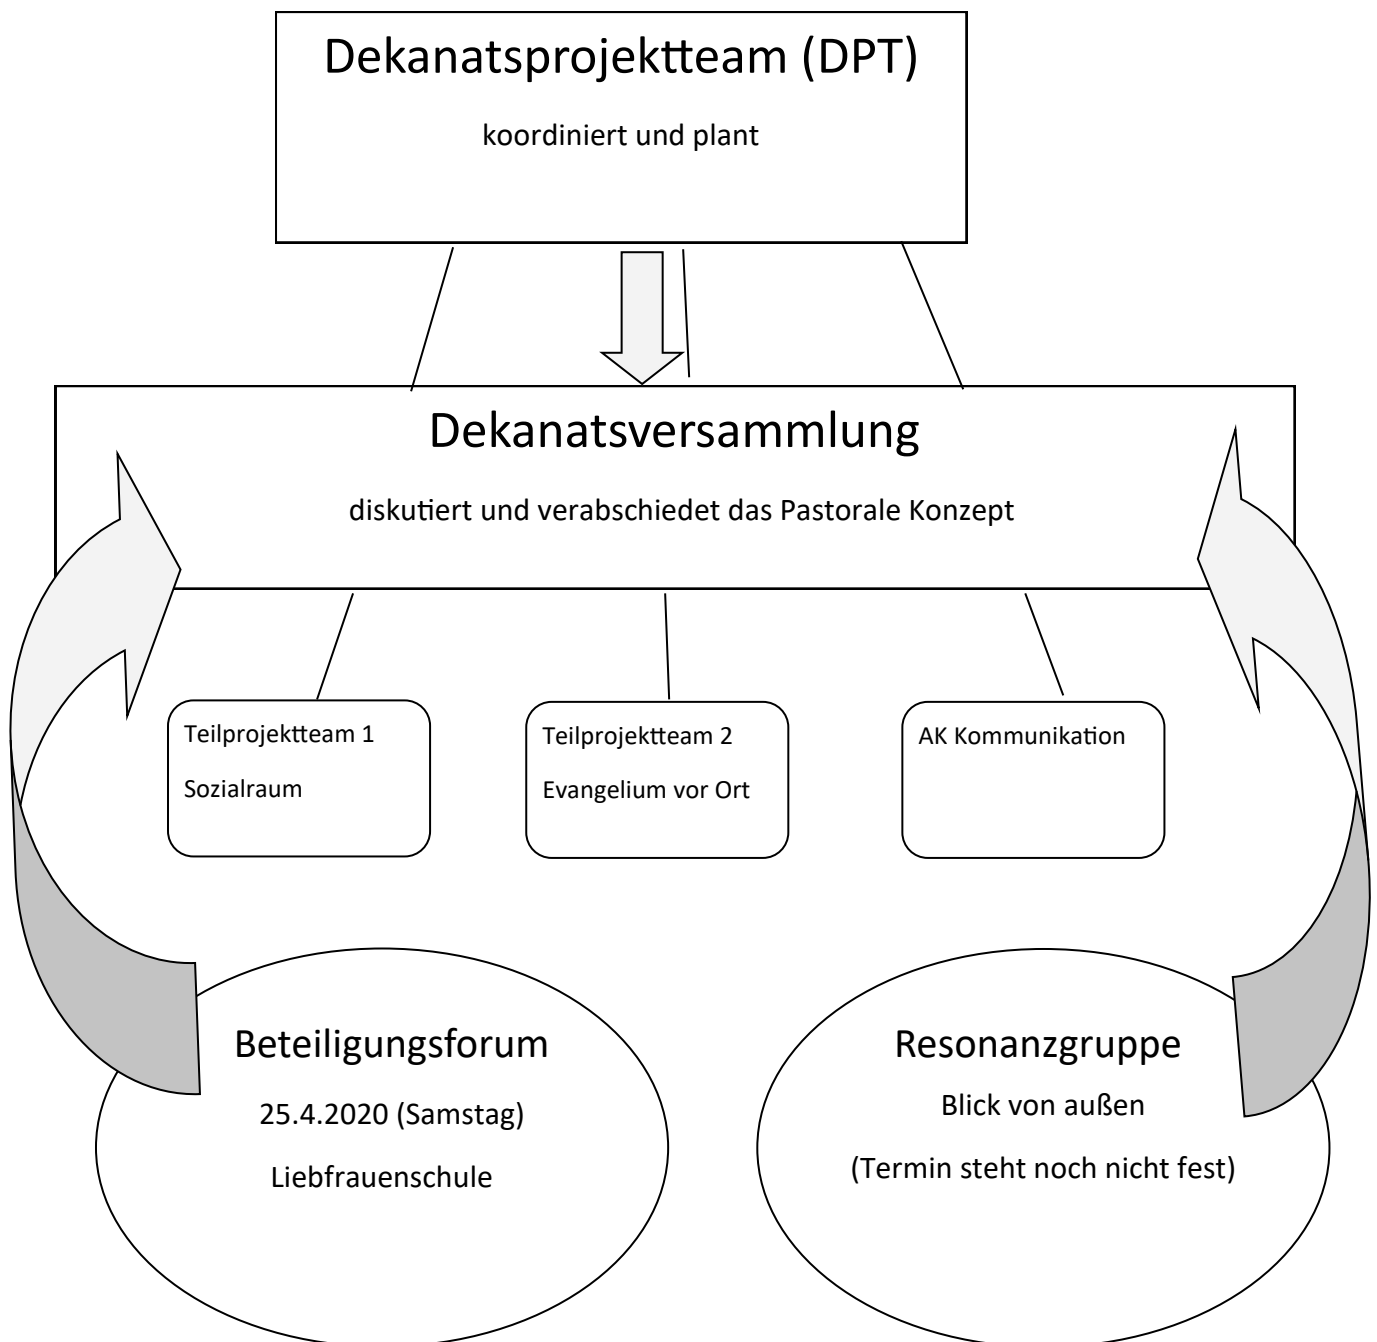 Dekanatsprojektteam (DPT)
koordiniert und plant
Dekanatsversammlung
diskutiert und verabschiedet das Pastorale Konzept
Teilprojektteam 1
Sozialraum
Teilprojektteam 2
Evangelium vor Ort
AK Kommunikation
Beteiligungsforum
25.4.2020 (Samstag)
Liebfrauenschule
Resonanzgruppe
Blick von außen
(Termin steht noch nicht fest)